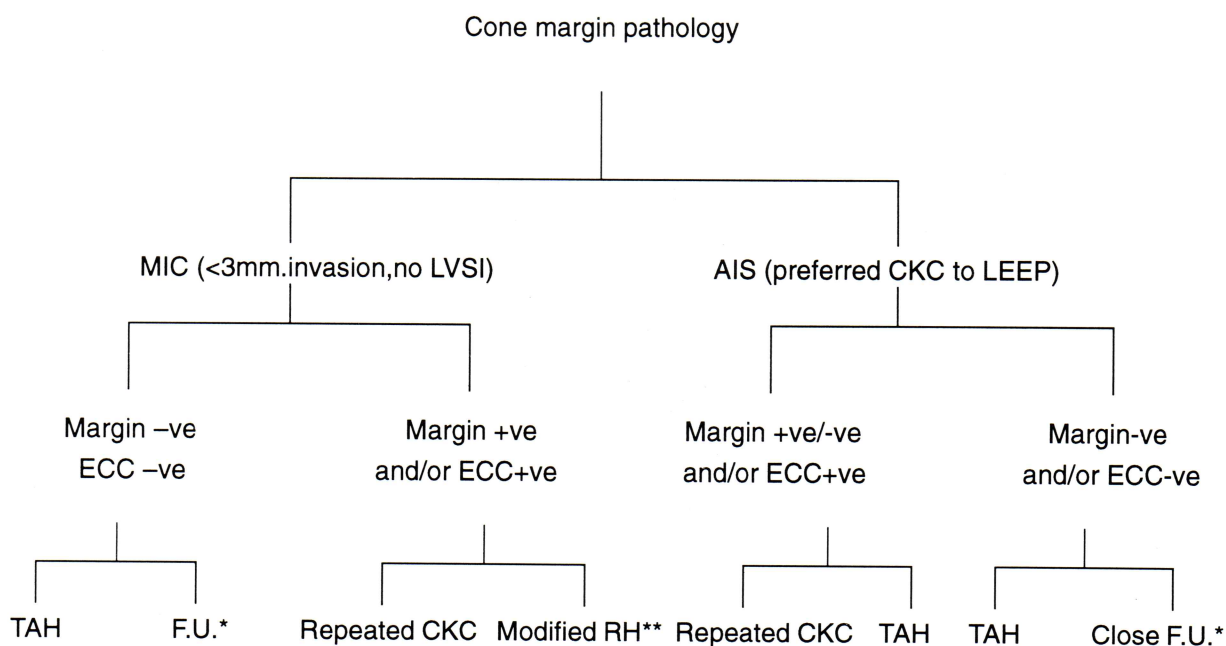 Cone margin pathology
MIC (<3mm.invasion,no LVSI)
AIS (preferred CKC to LEEP)
Margin –ve
ECC –ve
Margin +ve
and/or ECC+ve
Margin +ve/-ve
and/or ECC+ve
Margin-ve
and/or ECC-ve
TAH
F.U.*
Repeated CKC
Modified RH**
Repeated CKC
TAH
TAH
Close F.U.*